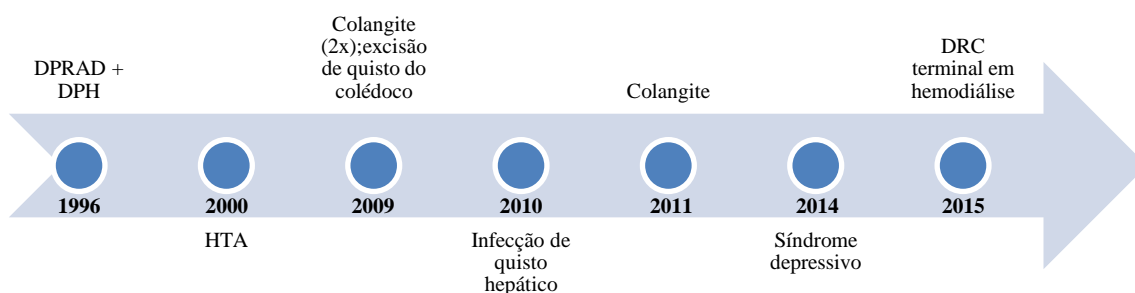 DPRAD +
DPH
1996
2000
HTA
Colangite
(2x);excisão
de quisto do
colédoco
2009
2010
Infecção de
quisto
hepático
Colangite
2011
2014
Síndrome
depressivo
DRC
terminal em
hemodiálise
2015